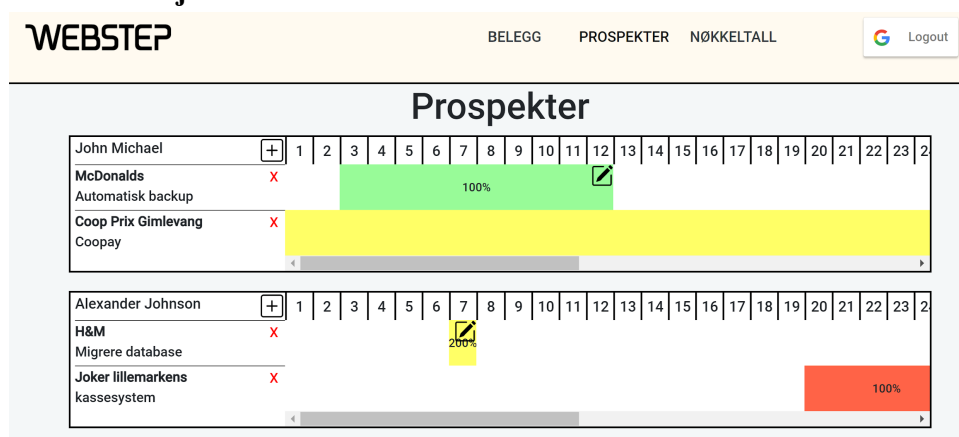 WEBSTEP
BELEGG PROSPEKTER NØKKELTALL
Logout
Prospekter
John Michael 1 2 3 4 5 6 7 8 9 10 11 12 13 14 15 16 17 18 19 20 21 22 23
McDonalds X
Automatisk backup
100%
Coop Prix Gimlevang X
Coopay
Alexander Johnson 1 2 3 4 5 6 7 8 9 10 11 12 13 14 15 16 17 18 19 20 21 22 23
H&M X
Migrere database
200%
Joker lillemarkens X
kassesystem
100%